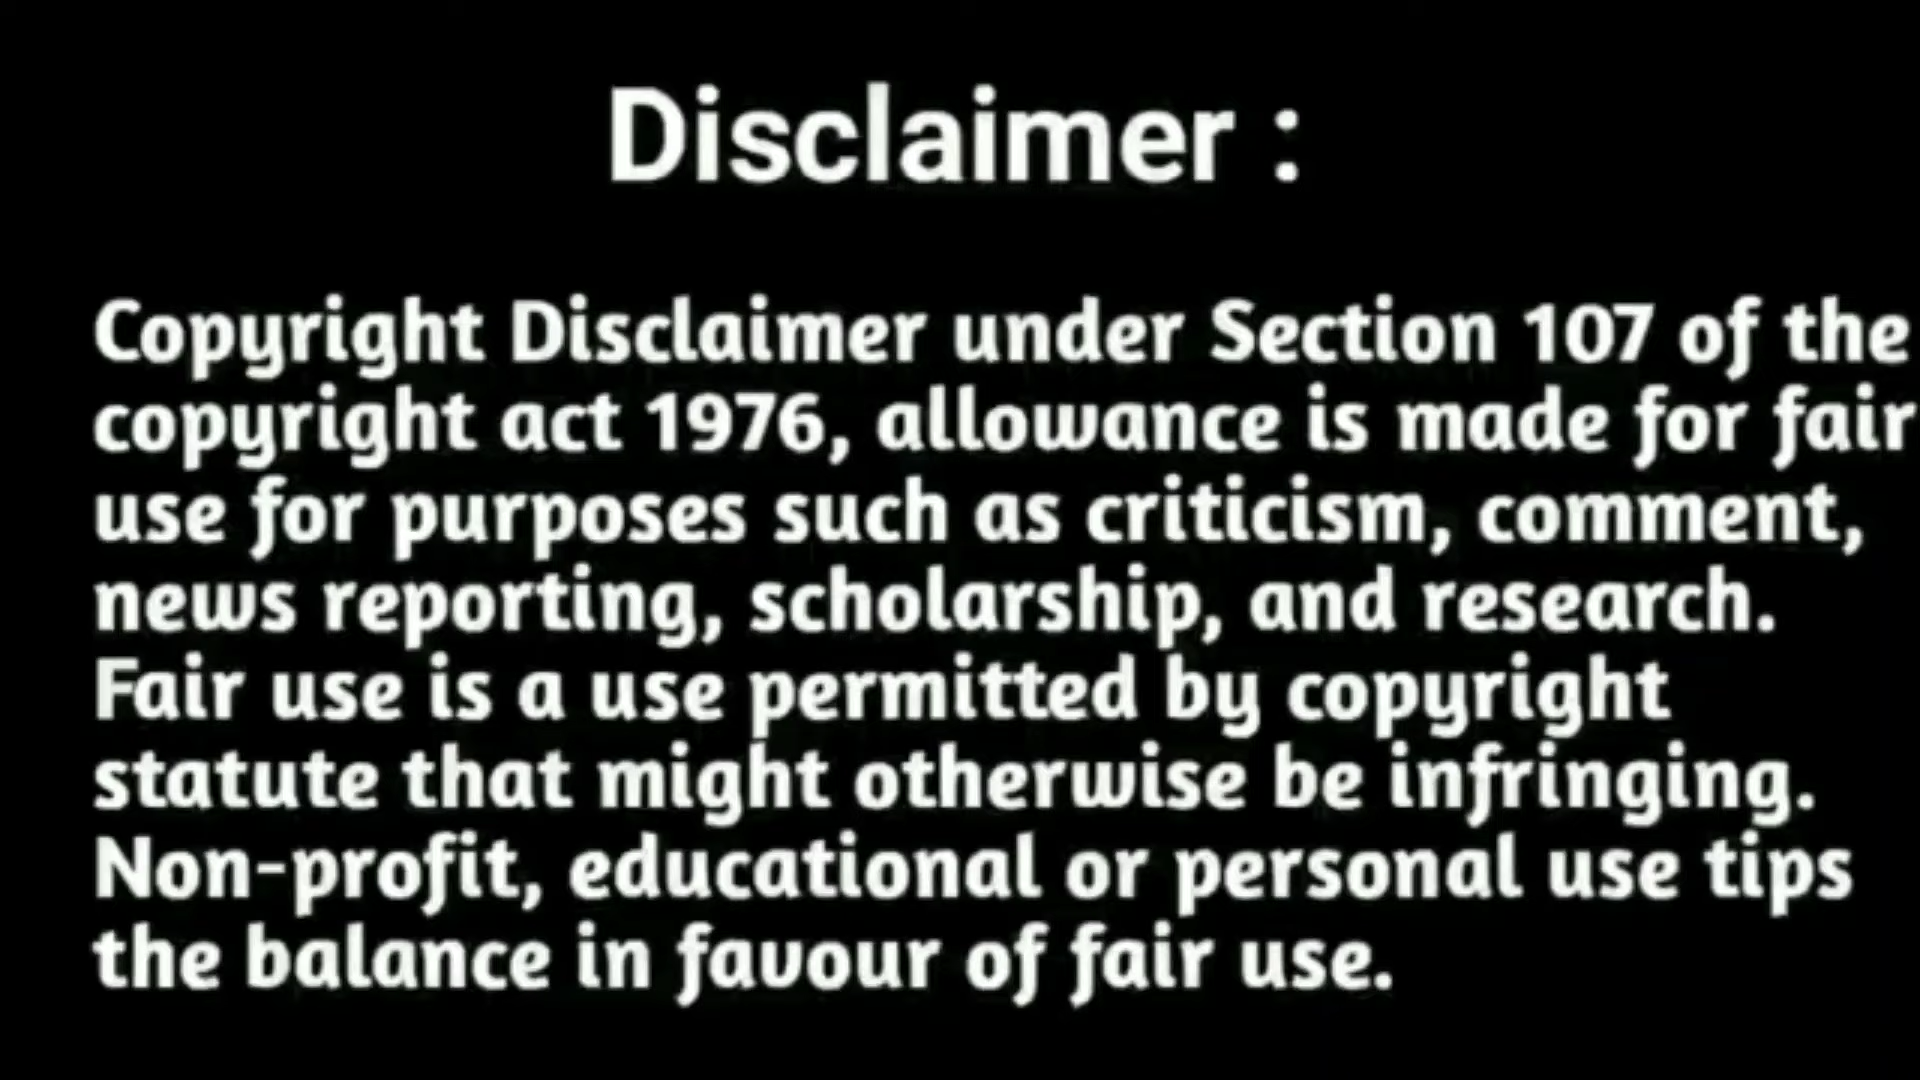 Disclaimer :
Copyright Disclaimer under Section 107 of the
copyright act 1976, allowance is made for fair
use for purposes such as criticism, comment,
news reporting, scholarship, and research.
Fair use is a use permitted by copyright
statute that might otherwise be infringing.
Non-profit, educational or personal use tips
the balance in favour of fair use.